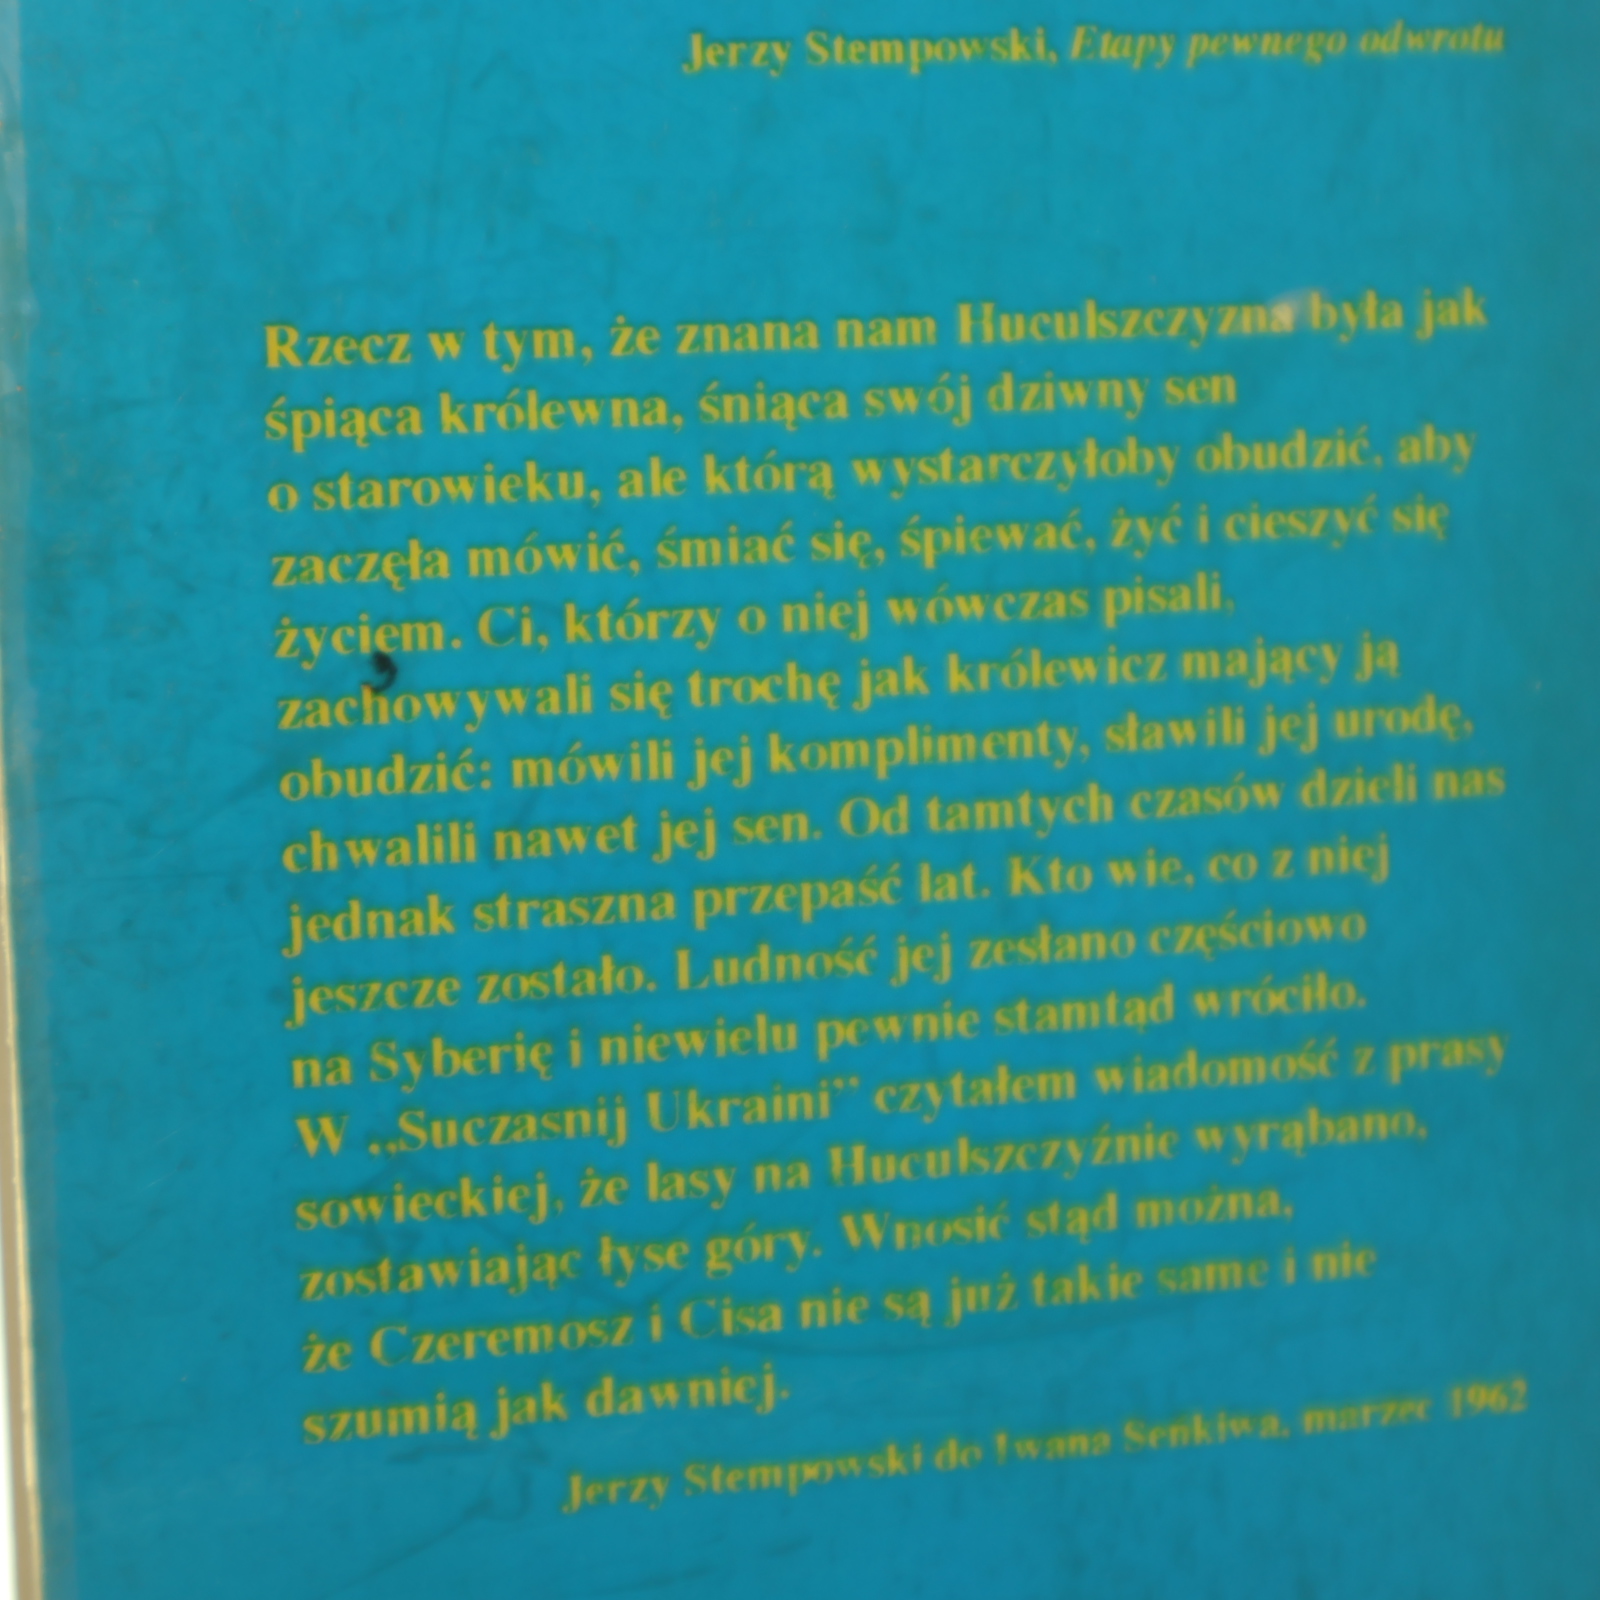 Jerzy Stempowski, Etapy pewnego odwrotu
Rzecz w tym, że znana nam Huculszczyzna była jak
śpiąca królewna, śniąca swój dziwny sen
o starowieku, ale którą wystarczyłoby obudzić, aby
zaczęła mówić, śmiać się, śpiewać, żyć i cieszyć się
życiem. Ci, którzy o niej wówczas pisali,
zachowywali się trochę jak królewicz mający ją
obudzić: mówili jej komplimenty, sławili jej urodę,
chwalili nawet jej sen. Od tamtych czasów dzieli nas
jednak straszna przepaść lat. Kto wie, co z niej
jeszcze zostało. Ludność jej zesłano częściowo
na Syberię i niewielu pewnie stamtąd wróciło.
W „Suczasnij Ukraini” czytałem wiadomość z prasy
sowieckiej, że lasy na Huculszczyźnie wyrąbano,
zostawiając łyse góry. Wnosić stąd można,
że Czeremosz i Cisa nie są już takie same i nie
szumią jak dawniej.
Jerzy Stempowski do Iwana Seńkiwa, marzec 1962